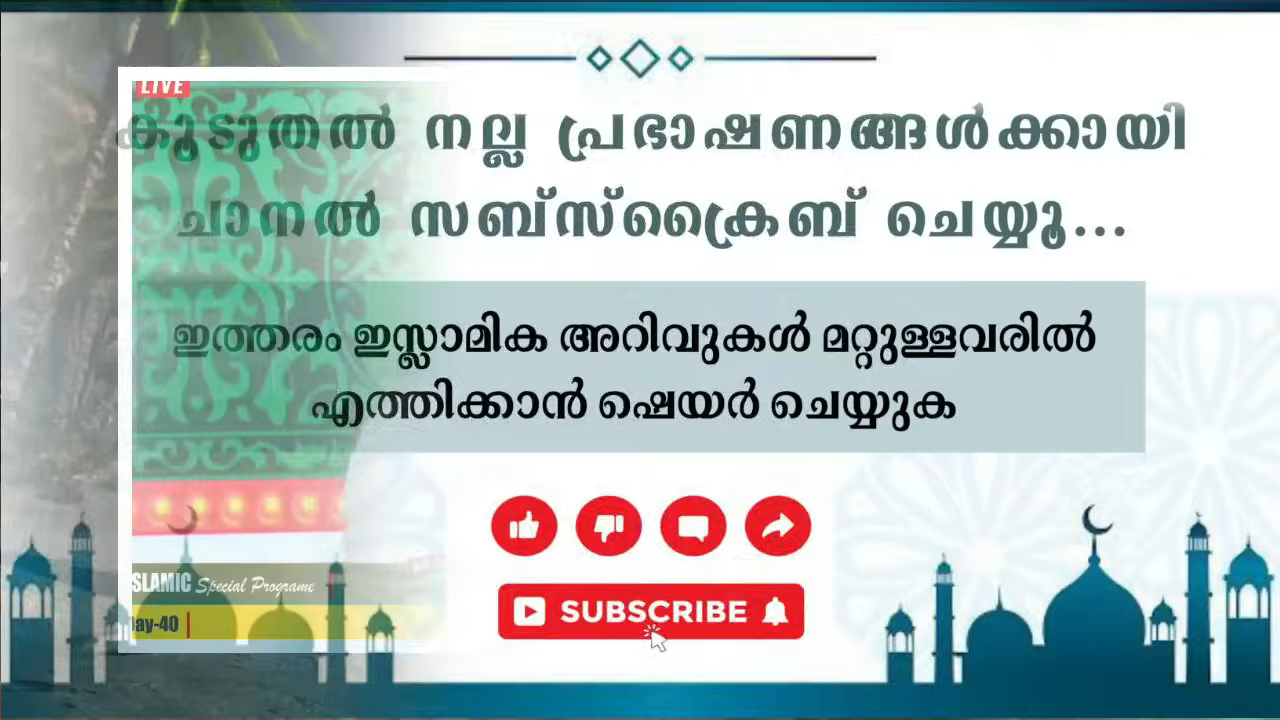 LIVE
കൂടുതൽ നല്ല പ്രഭാഷണങ്ങൾക്കായി
ചാനൽ സബ്സ്ക്രൈബ് ചെയ്യൂ...
ഇത്തരം ഇസ്ലാമിക അറിവുകൾ മറ്റുള്ളവരിൽ
എത്തിക്കാൻ ഷെയർ ചെയ്യുക
SUBSCRIBE
SLAMIC Special Programe
ay-40